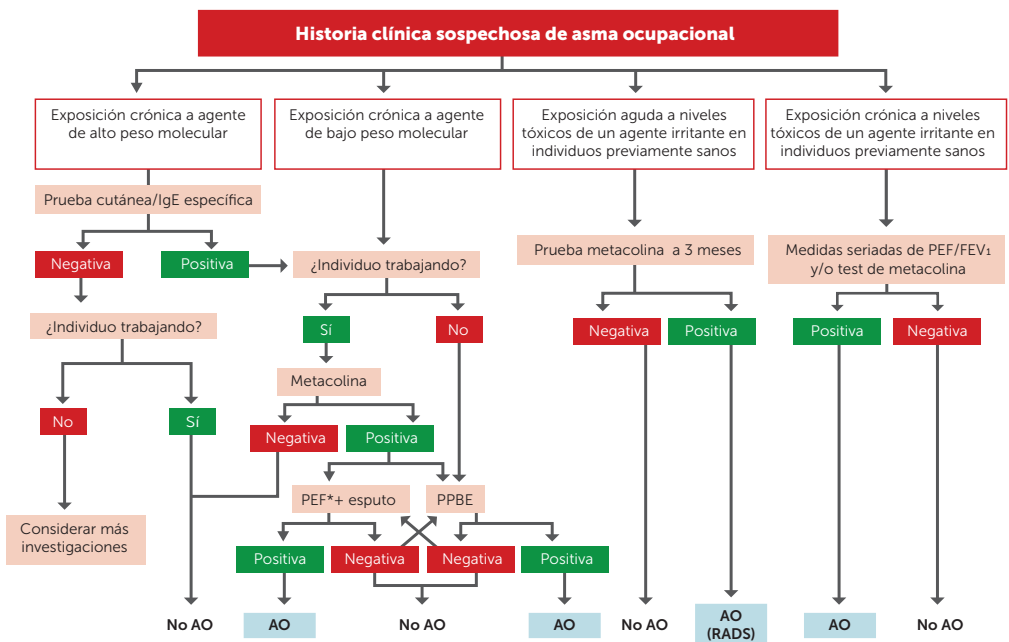 Historia clínica sospechosa de asma ocupacional
Exposición crónica a agente
de alto peso molecular
Exposición crónica a agente
de bajo peso molecular
Exposición aguda a niveles
tóxicos de un agente irritante en
individuos previamente sanos
Exposición crónica a niveles
tóxicos de un agente irritante en
individuos previamente sanos
Prueba cutánea/IgE específica
Negativa
Positiva
¿Individuo trabajando?
Prueba metacolina a 3 meses
Medidas seriadas de PEF/FEV₁
y/o test de metacolina
¿Individuo trabajando?
Sí
No
Negativa
Positiva
Positiva
Negativa
Metacolina
No
Sí
Negativa
Positiva
PEF*+ esputo
PPBE
Considerar más
investigaciones
Positiva
Negativa
Negativa
Positiva
No AO
AO
No AO
AO
No AO
AO
(RADS)
AO
No AO